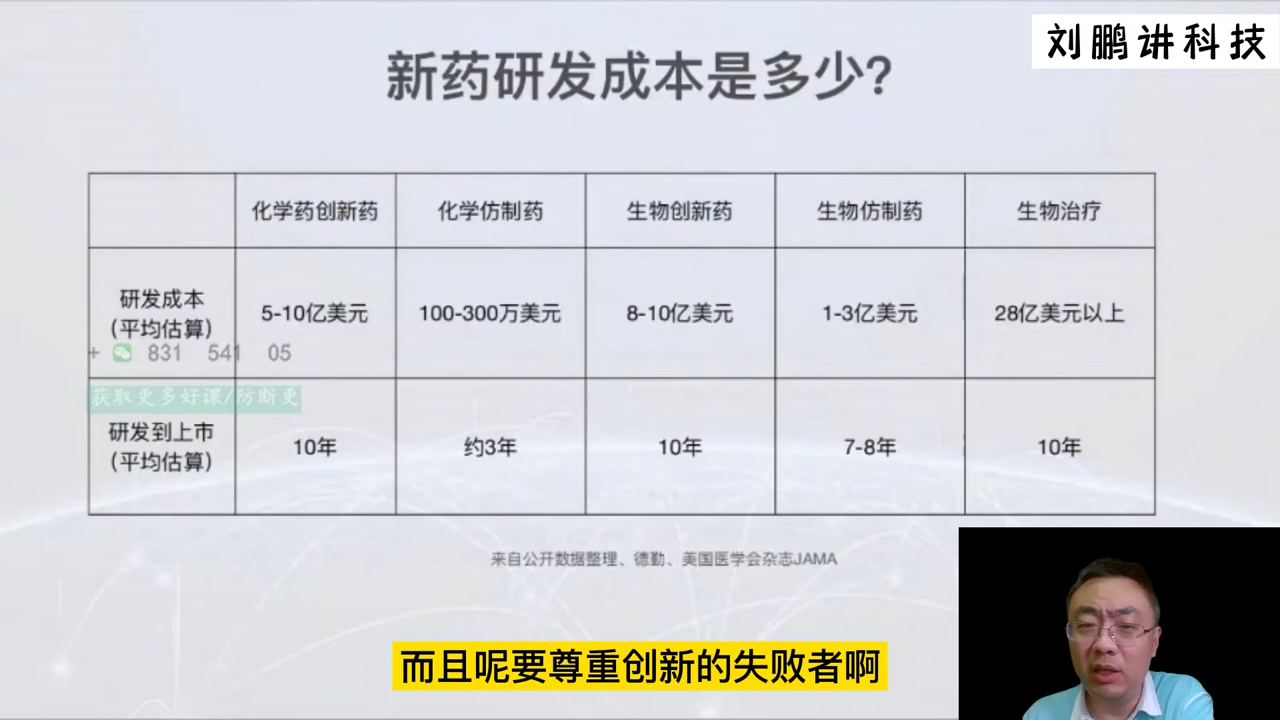 刘鹏讲科技
新药研发成本是多少?
化学药创新药 化学仿制药 生物创新药 生物仿制药 生物治疗
研发成本
(平均估算) 5-10亿美元 100-300万美元 8-10亿美元 1-3亿美元 28亿美元以上
+ 831 541 05
获取更多好课/防断更
研发到上市
(平均估算) 10年 约3年 10年 7-8年 10年
来自公开数据整理、德勤、美国医学会杂志JAMA
而且呢要尊重创新的失败者啊